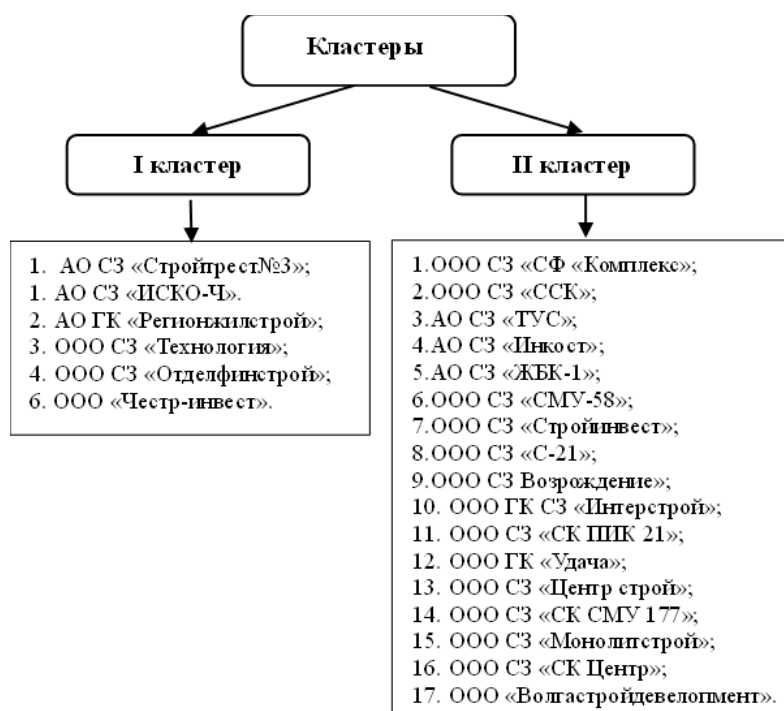 Кластеры
I кластер
II кластер
1. АО СЗ «Стройтрест№3»;
1. АО СЗ «ИСКО-Ч».
2. АО ГК «Регионжилстрой»;
3. ООО СЗ «Технология»;
4. ООО СЗ «Отделфинстрой»;
6. ООО «Честр-инвест».
1.ООО СЗ «СФ «Комплекс»;
2.ООО СЗ «ССК»;
3.АО СЗ «ТУС»;
4.АО СЗ «Инкост»;
5.АО СЗ «ЖБК-1»;
6.ООО СЗ «СМУ-58»;
7.ООО СЗ «Стройинвест»;
8.ООО СЗ «С-21»;
9.ООО СЗ Возрождение»;
10. ООО ГК СЗ «Интерстрой»;
11. ООО СЗ «СК ПИК 21»;
12. ООО ГК «Удача»;
13. ООО СЗ «Центр строй»;
14. ООО СЗ «СК СМУ 177»;
15. ООО СЗ «Монолитстрой»;
16. ООО СЗ «СК Центр»;
17. ООО «Волгастройдевелопмент».